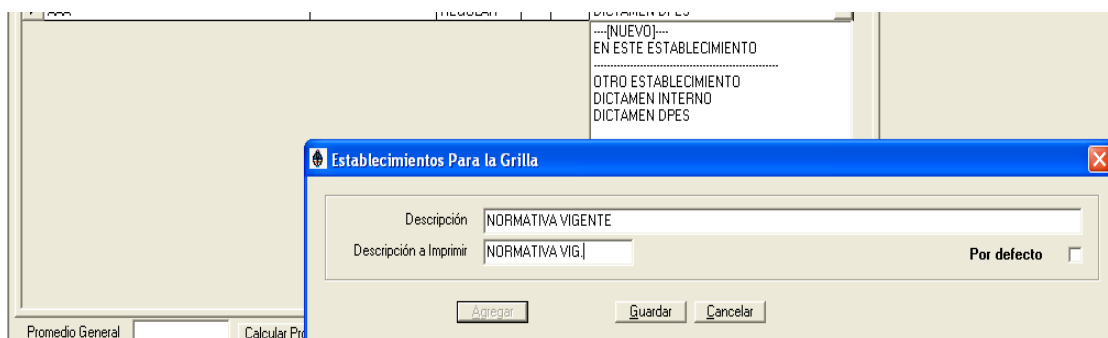 REGULAR
DICTAMEN DPES
----[NUEVO]----
EN ESTE ESTABLECIMIENTO
------------------------------------------------
OTRO ESTABLECIMIENTO
DICTAMEN INTERNO
DICTAMEN DPES
Establecimientos Para la Grilla
Descripción NORMATIVA VIGENTE
Descripción a Imprimir NORMATIVA VIG. Por defecto
Agregar Guardar Cancelar
Promedio General Calcular Pro